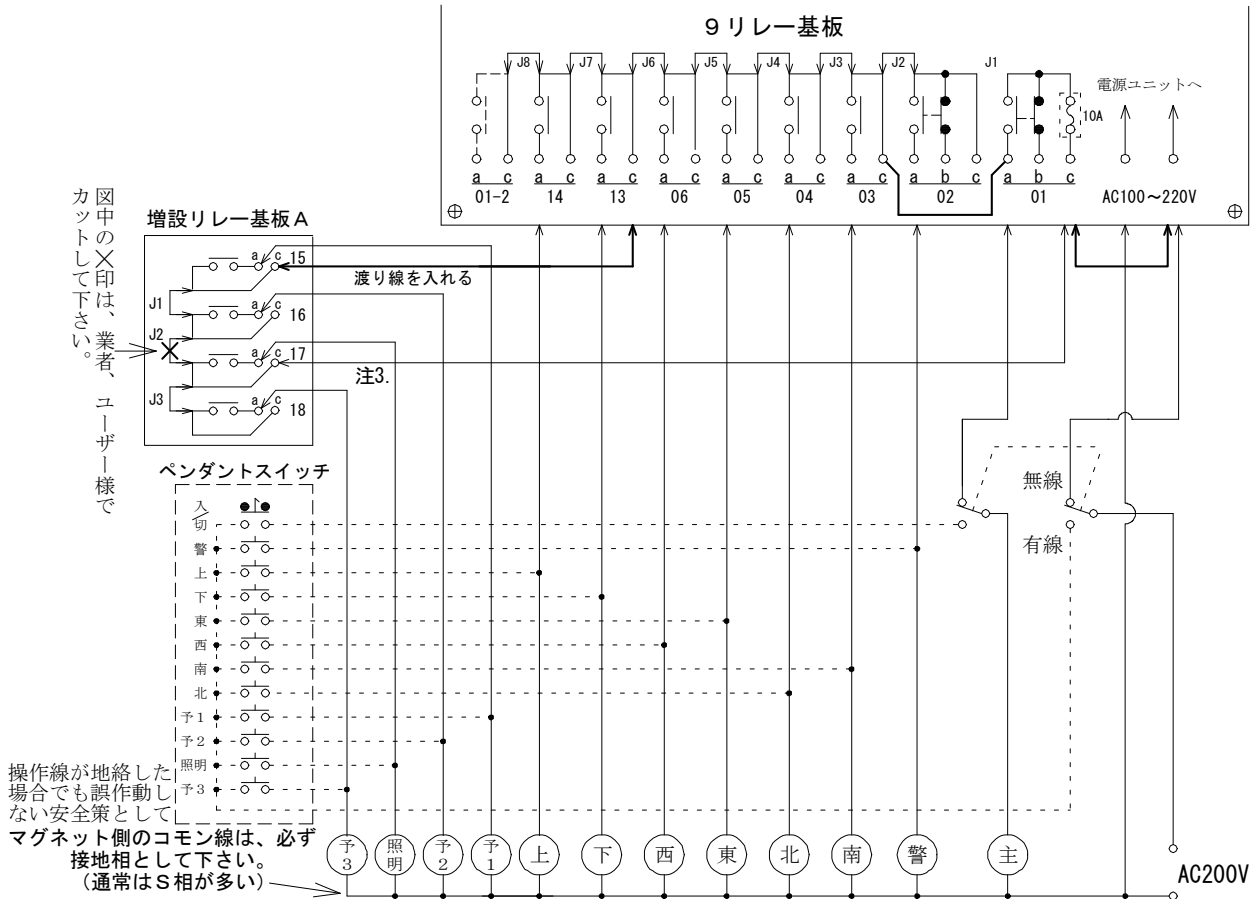 9リレー基板
J8 J7 J6 J5 J4 J3 J2 J1
電源ユニットへ
10A
a c a c a c a c a c a c a c a b c a b c
01-2 14 13 06 05 04 03 02 01 AC100~220V
図中の×印は、業者、ユーザー様で
カットして下さい。
増設リレー基板A
a c 15
渡り線を入れる
J1
a c 16
J2
a c 17
注3.
J3
a c 18
ペンダントスイッチ
無線
有線
入/切
警
上
下
東
西
南
北
予1
予2
照明
予3
操作線が地絡した
場合でも誤作動し
ない安全策として
マグネット側のコモン線は、必ず
接地相として下さい。
(通常はS相が多い)
予3 照明 予2 予1 上 下 西 東 北 南 警 主
AC200V